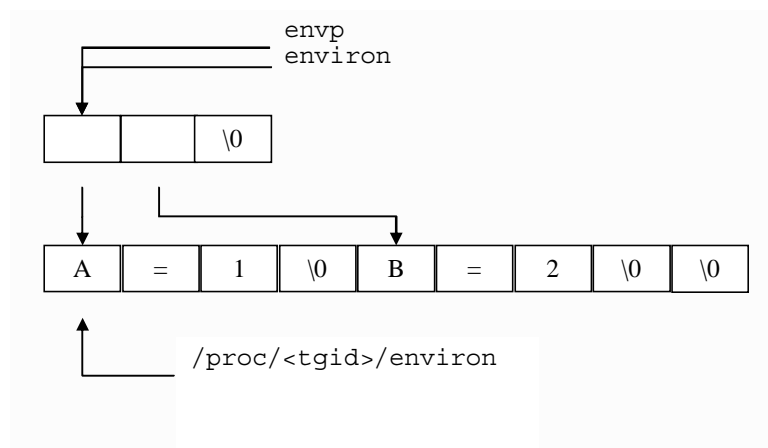 envp
environ
\0
A = 1 \0 B = 2 \0 \0
/proc/<tgid>/environ